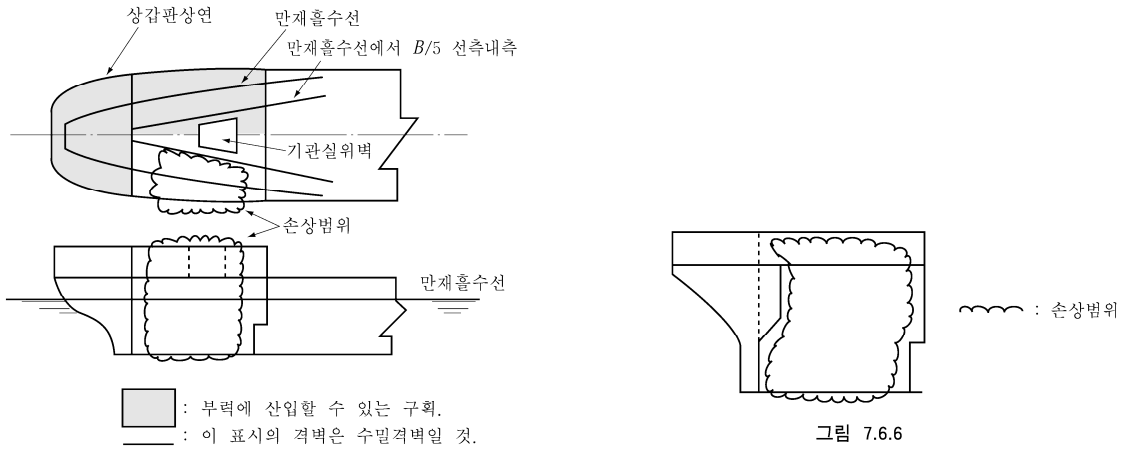 상갑판상연
만재흘수선
만재흘수선에서 B/5 선측내측
기관실위벽
손상범위
만재흘수선
: 부력에 산입할 수 있는 구획.
: 이 표시의 격벽은 수밀격벽일 것.
: 손상범위
그림 7.6.6